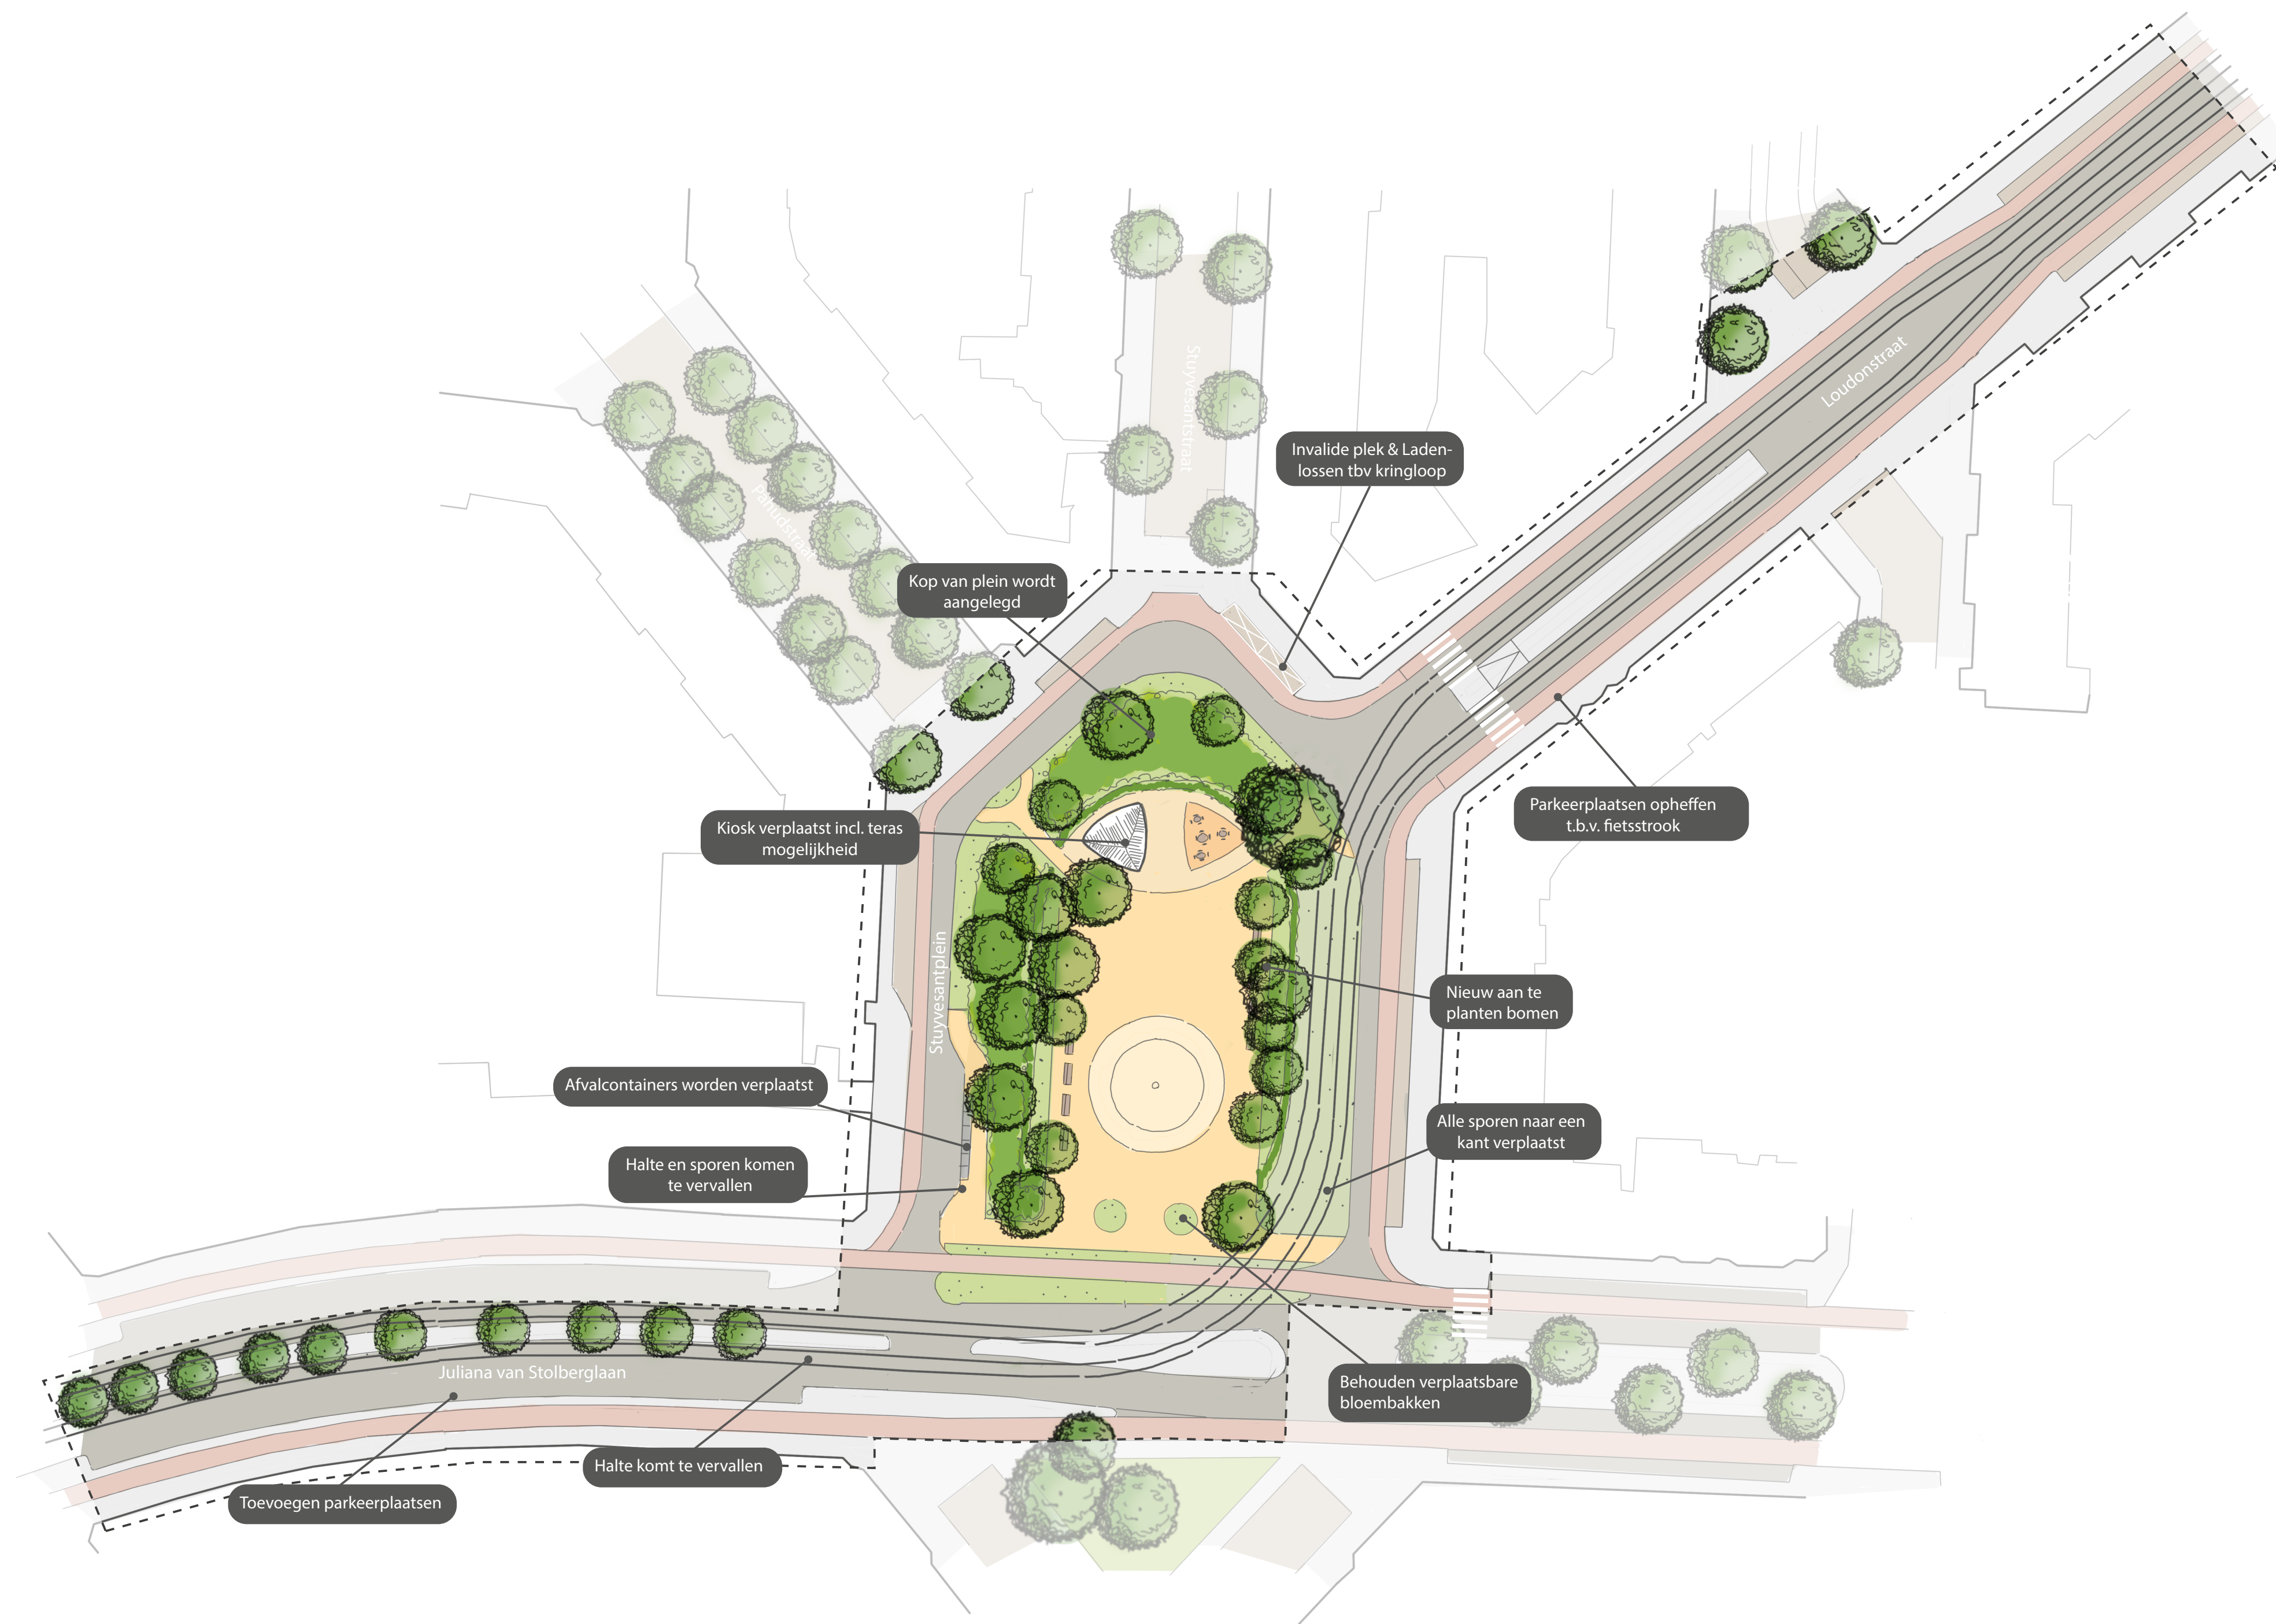 Loudonstraat
Stuyvesantstraat
Invalide plek & Laden-
lossen tbv kringloop
Kop van plein wordt
aangelegd
Kiosk verplaatst incl. teras
mogelijkheid
Parkeerplaatsen opheffen
t.b.v. fietsstrook
Stuyvesantplein
Nieuw aan te
planten bomen
Afvalcontainers worden verplaatst
Alle sporen naar een
kant verplaatst
Halte en sporen komen
te vervallen
Juliana van Stolberglaan
Behouden verplaatsbare
bloembakken
Halte komt te vervallen
Toevoegen parkeerplaatsen